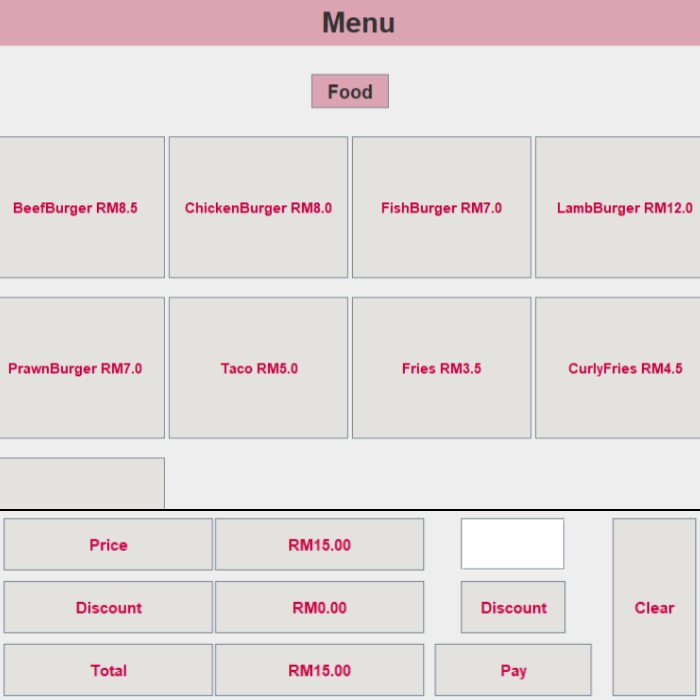 Menu
Food
BeefBurger RM8.5
ChickenBurger RM8.0
FishBurger RM7.0
LambBurger RM12.0
PrawnBurger RM7.0
Taco RM5.0
Fries RM3.5
CurlyFries RM4.5
Price
RM15.00
Discount
RM0.00
Discount
Clear
Total
RM15.00
Pay